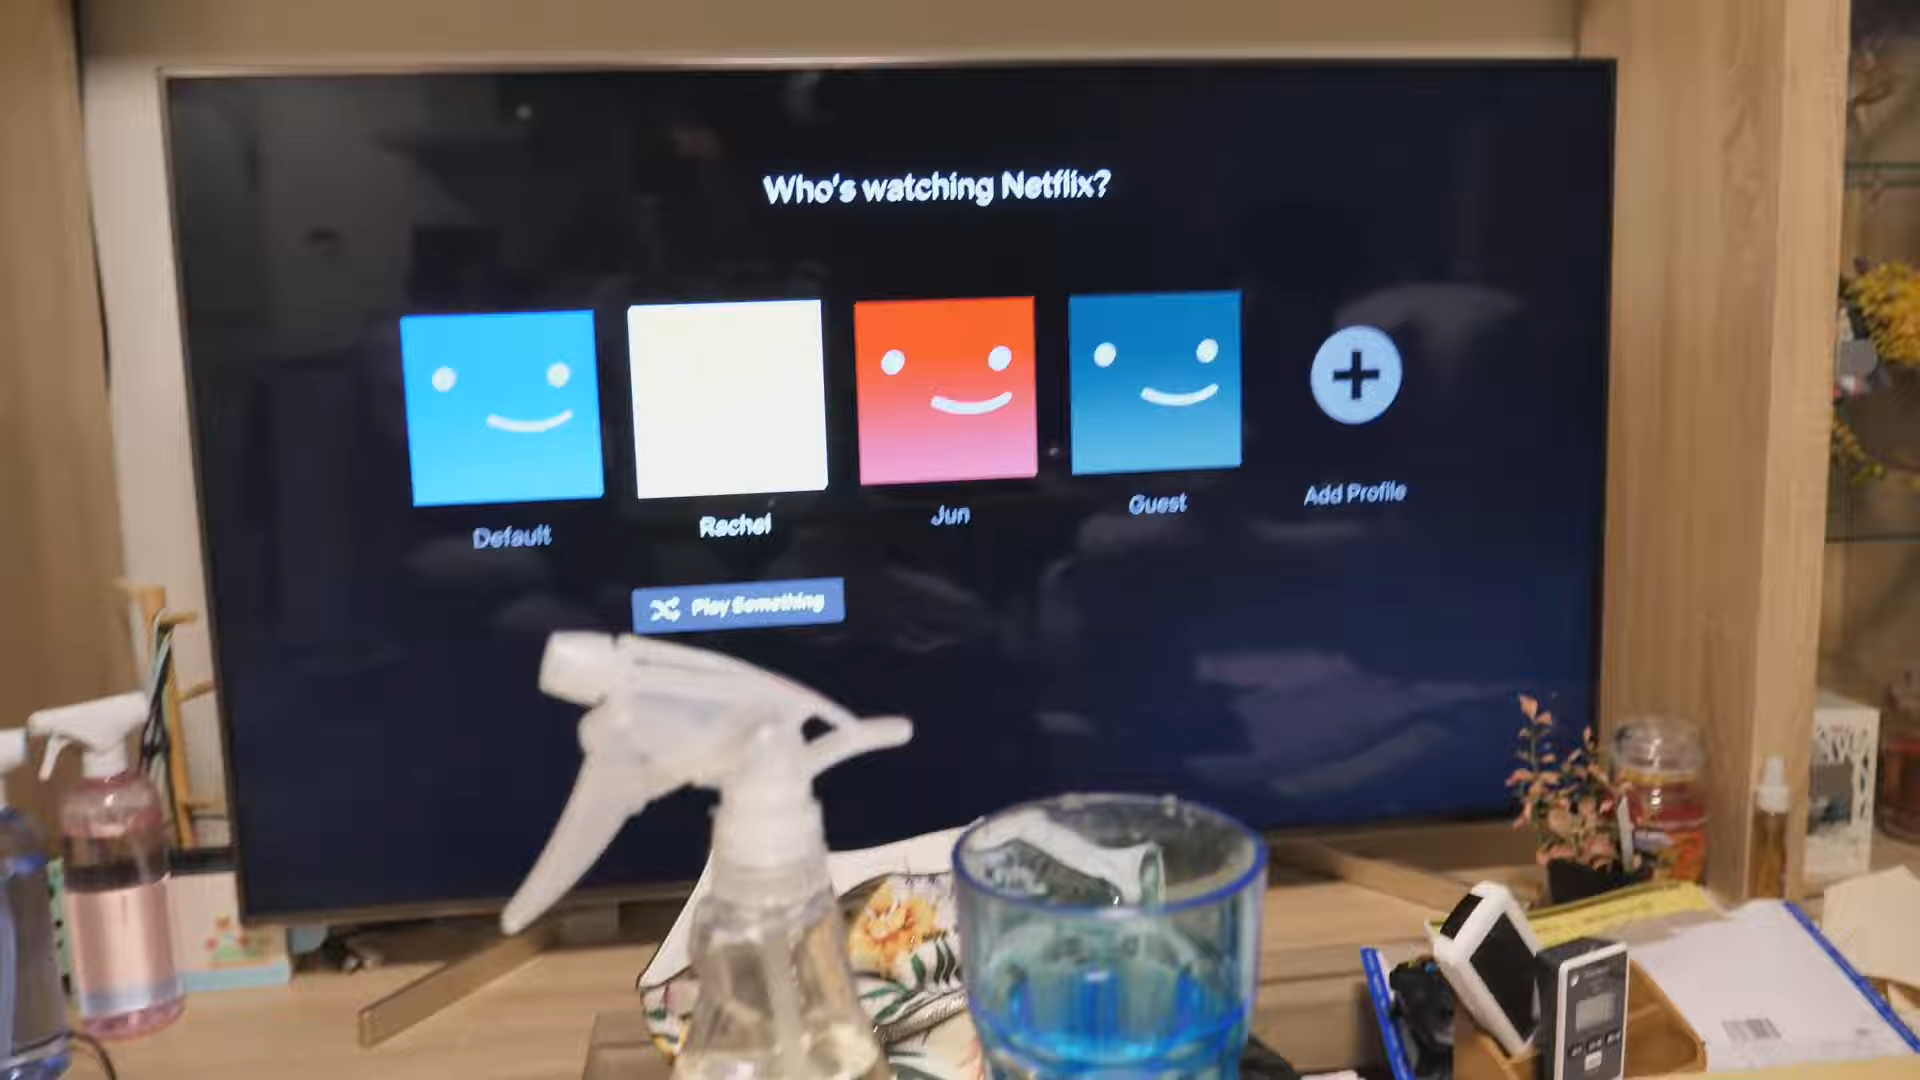 Who's watching Netflix?
Default
Rachel
Jun
Guest
Add Profile
Play Something